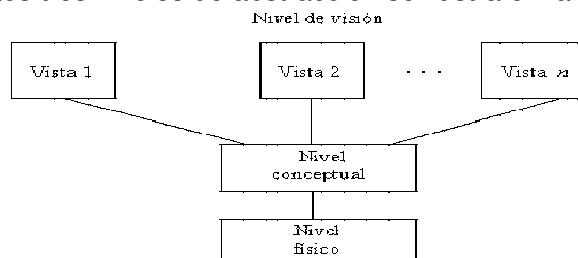 Nivel de visión
Vista 1
Vista 2
. . .
Vista n
Nivel
conceptual
Nivel
físico